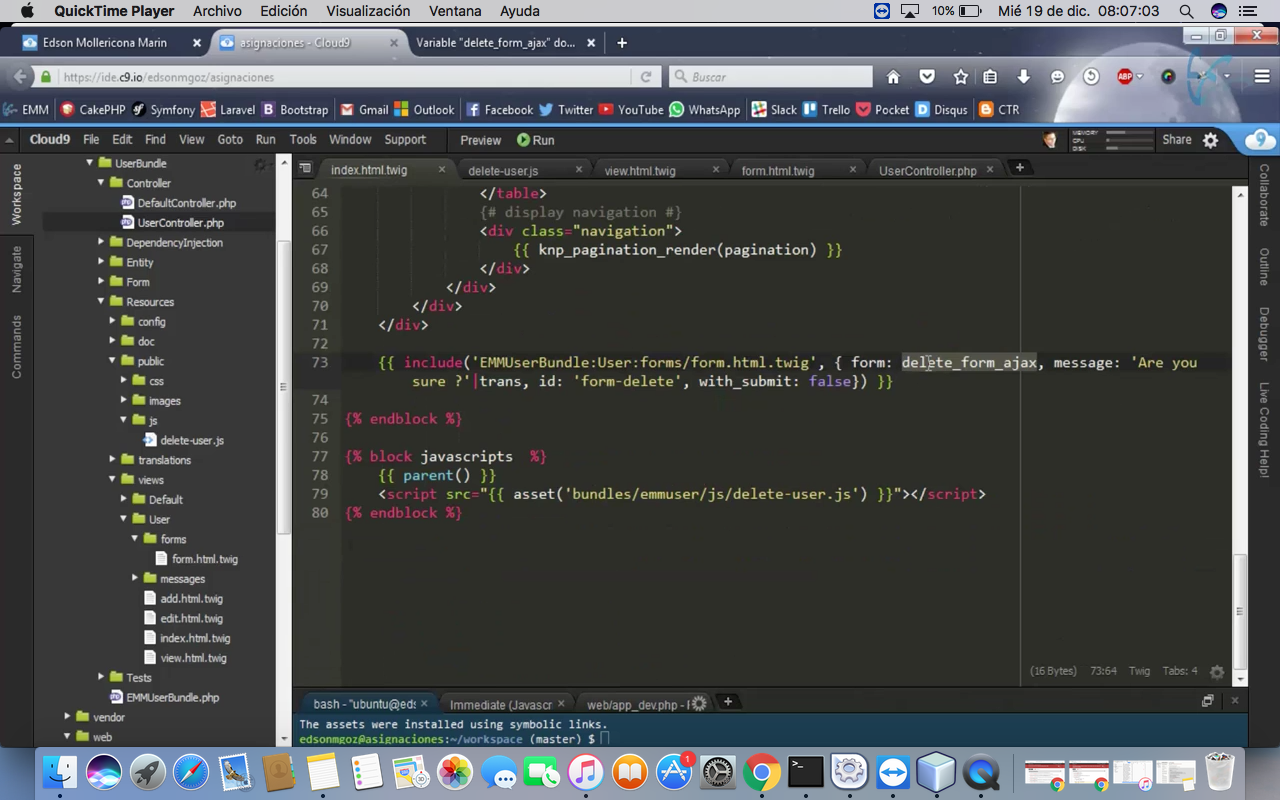 QuickTime Player Archivo Edición Visualización Ventana Ayuda 10% Mié 19 de dic. 08:07:03
Edson Mollericona Marin asignaciones - Cloud9 Variable "delete_form_ajax" do...
https://ide.c9.io/edsonmgoz/asignaciones Buscar ABP
EMM CakePHP Symfony Laravel Bootstrap Gmail Outlook Facebook Twitter YouTube WhatsApp Slack Trello Pocket Disqus CTR
Cloud9 File Edit Find View Goto Run Tools Window Support Preview Run MEMORY CPU DISK Share
index.html.twig delete-user.js view.html.twig form.html.twig UserController.php
Workspace
Navigate
Commands
UserBundle
Controller
DefaultController.php
UserController.php
DependencyInjection
Entity
Form
Resources
config
doc
public
css
images
js
delete-user.js
translations
views
Default
User
forms
form.html.twig
messages
add.html.twig
edit.html.twig
index.html.twig
view.html.twig
Tests
EMMUserBundle.php
vendor
web
64 </table>
65 {# display navigation #}
66 <div class="navigation">
67 {{ knp_pagination_render(pagination) }}
68 </div>
69 </div>
70 </div>
71 </div>
72
73 {{ include('EMMUserBundle:User:forms/form.html.twig', { form: delete_form_ajax, message: 'Are you
sure ?'|trans, id: 'form-delete', with_submit: false}) }}
74
75 {% endblock %}
76
77 {% block javascripts %}
78 {{ parent() }}
79 <script src="{{ asset('bundles/emmuser/js/delete-user.js') }}"></script>
80 {% endblock %}
(16 Bytes) 73:64 Twig Tabs: 4
Collaborate
Outline
Debugger
Live Coding Help!
bash - "ubuntu@eds Immediate (Javascr web/app_dev.php - 
The assets were installed using symbolic links.
edsonmgoz@asignaciones:~/workspace (master) $
1